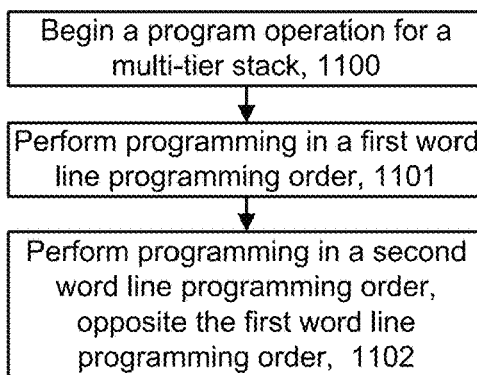 Begin a program operation for a
multi-tier stack, 1100
Perform programming in a first word
line programming order, 1101
Perform programming in a second
word line programming order,
opposite the first word line
programming order, 1102